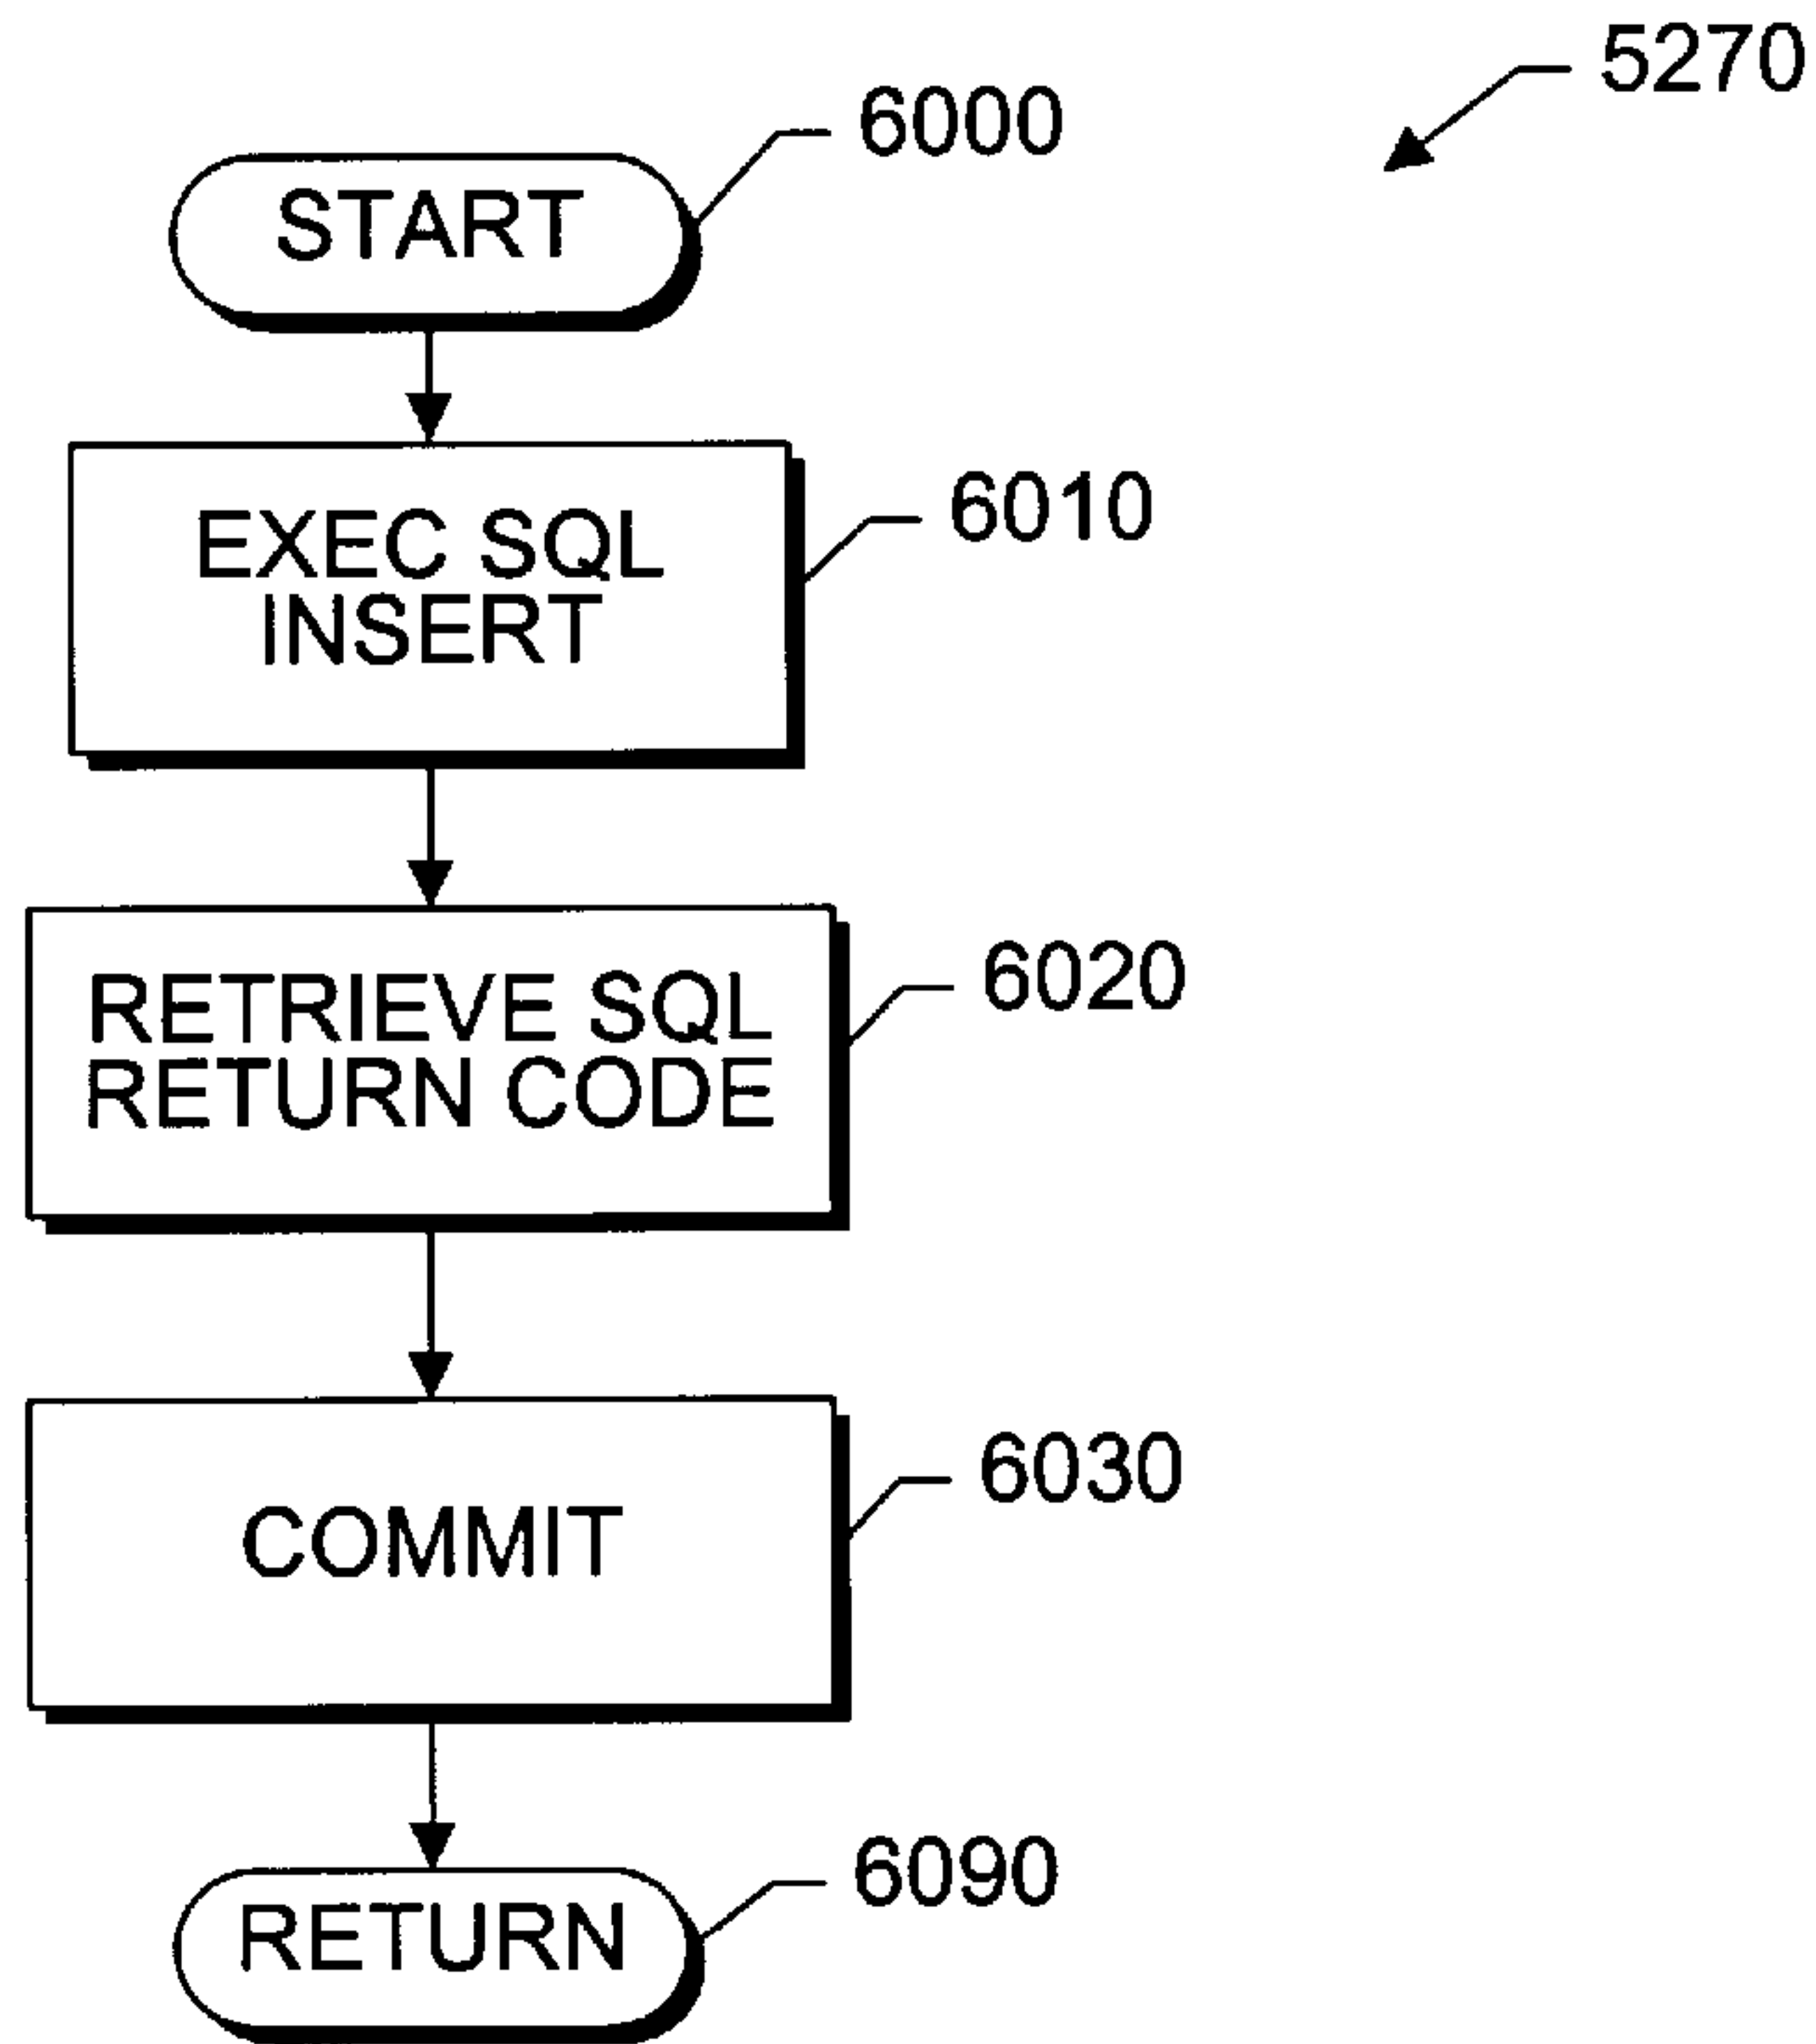 5270
6000
START
6010
EXEC SQL
INSERT
6020
RETRIEVE SQL
RETURN CODE
6030
COMMIT
6090
RETURN